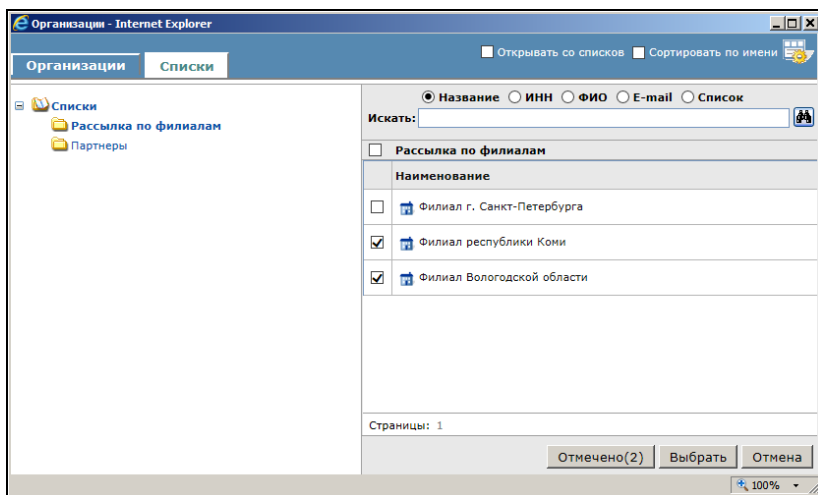 Организации - Internet Explorer
Организации Списки Открывать со списков Сортировать по имени
Списки
Рассылка по филиалам
Партнеры
Название ИНН ФИО E-mail Список
Искать:
Рассылка по филиалам
Наименование
Филиал г. Санкт-Петербурга
Филиал республики Коми
Филиал Вологодской области
Страницы: 1
Отмечено(2) Выбрать Отмена
100%